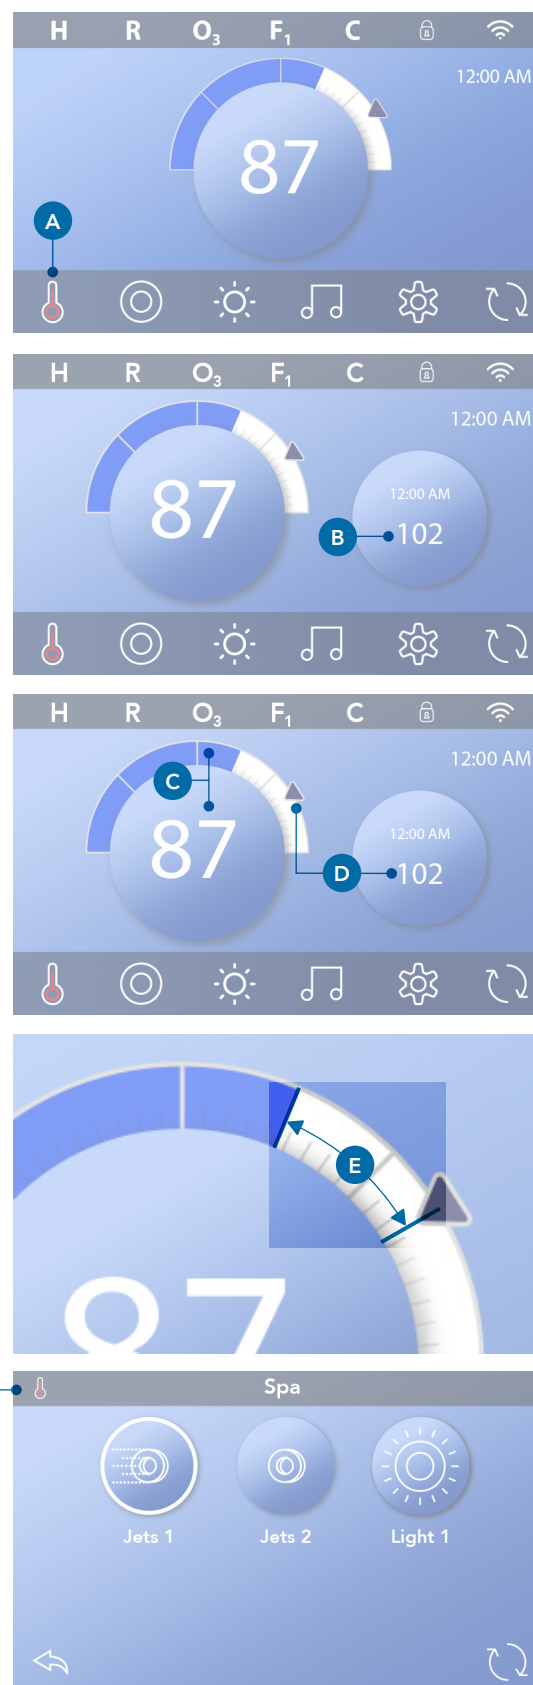 H R O3 F1 C
12:00 AM
87
A
H R O3 F1 C
12:00 AM
12:00 AM
87
B
102
H R O3 F1 C
12:00 AM
C
12:00 AM
87
D
102
E
87
Spa
Jets 1 Jets 2 Light 1